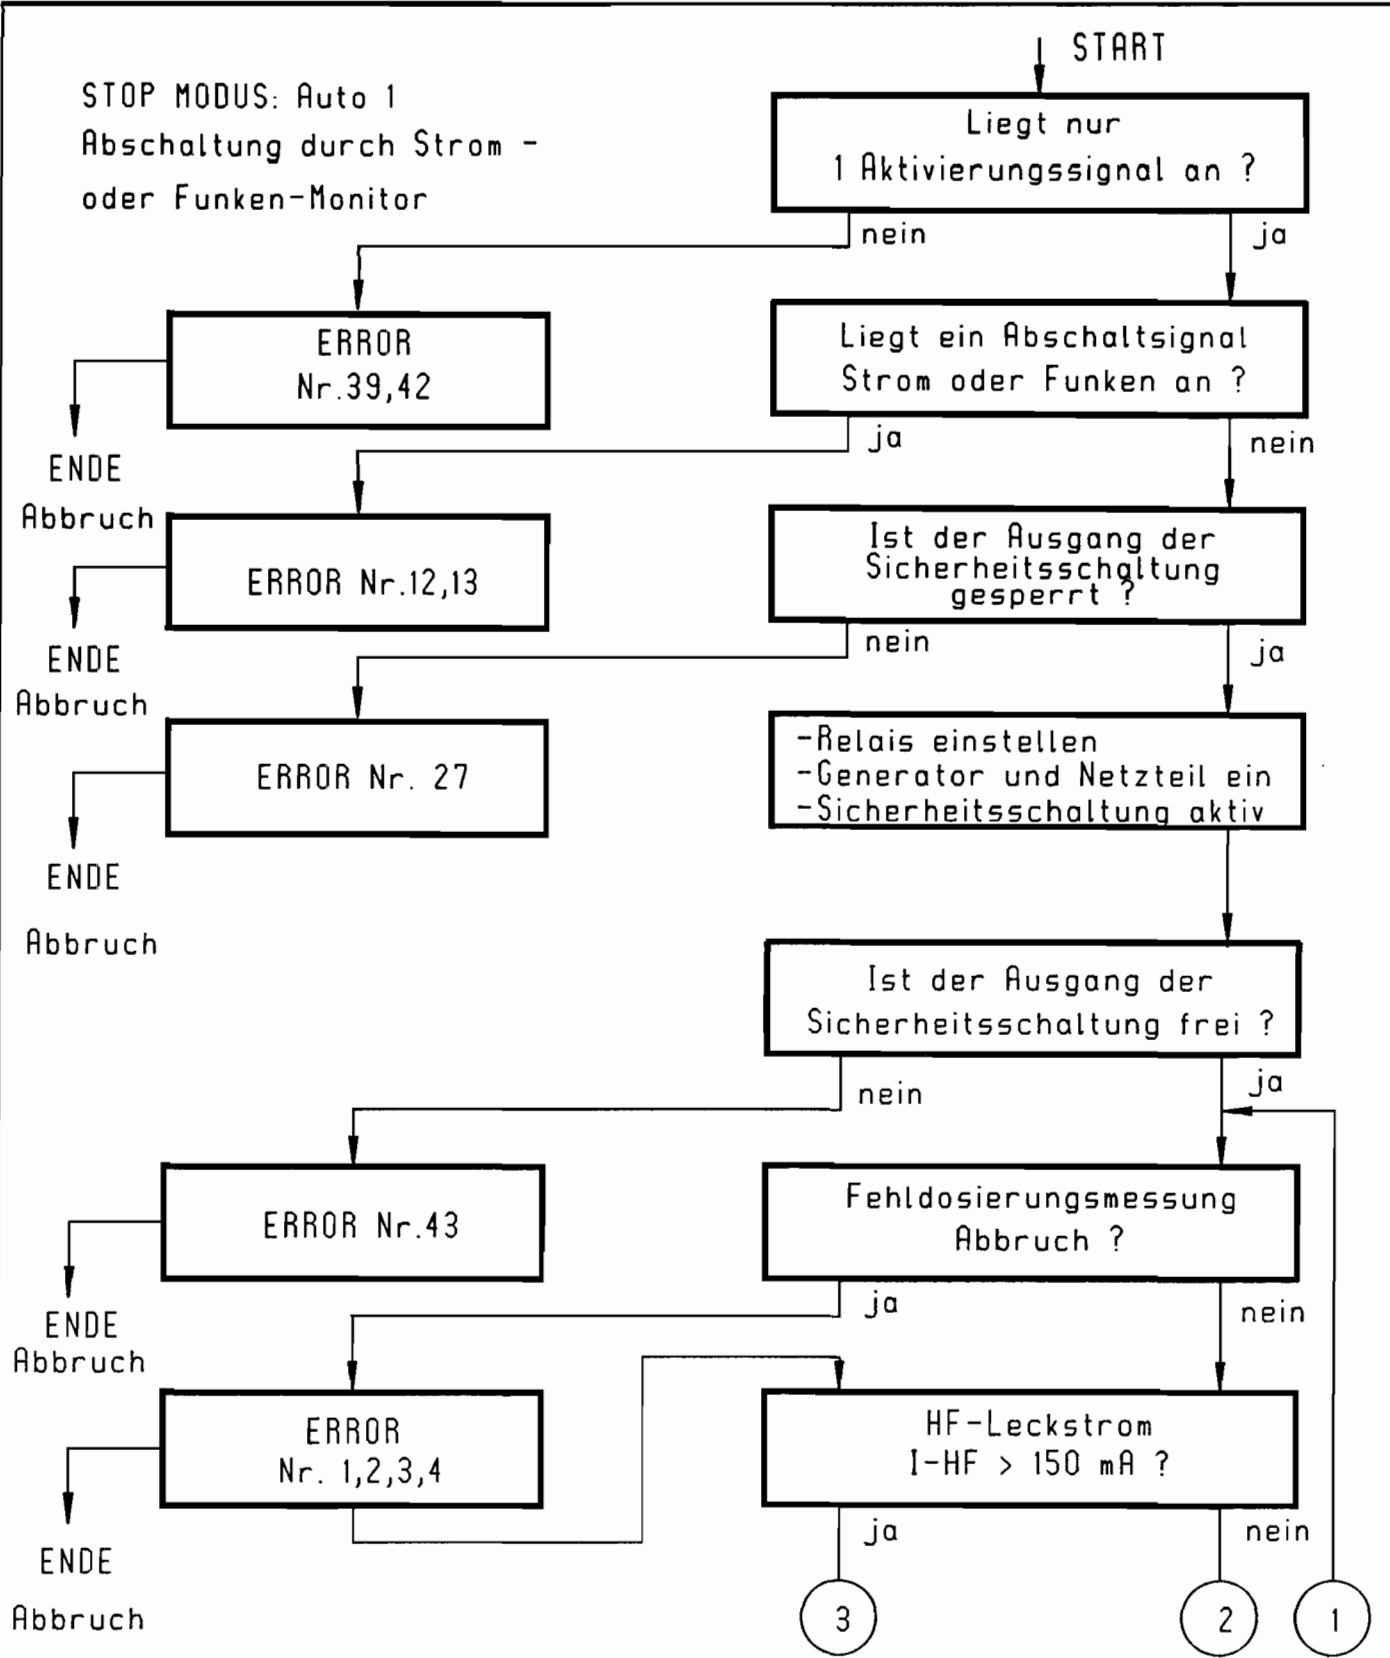 START
STOP MODUS: Auto 1
Abschaltung durch Strom -
oder Funken-Monitor
Liegt nur
1 Aktivierungssignal an ?
nein
ja
ERROR
Nr.39,42
ENDE
Abbruch
Liegt ein Abschaltsignal
Strom oder Funken an ?
ja
nein
ERROR Nr.12,13
ENDE
Abbruch
Ist der Ausgang der
Sicherheitsschaltung
gesperrt ?
nein
ja
ERROR Nr. 27
ENDE
Abbruch
-Relais einstellen
-Generator und Netzteil ein
-Sicherheitsschaltung aktiv
Ist der Ausgang der
Sicherheitsschaltung frei ?
nein
ja
ERROR Nr.43
ENDE
Abbruch
Fehldosierungsmessung
Abbruch ?
ja
nein
ERROR
Nr. 1,2,3,4
ENDE
Abbruch
HF-Leckstrom
I-HF > 150 mA ?
ja
nein
3
2
1